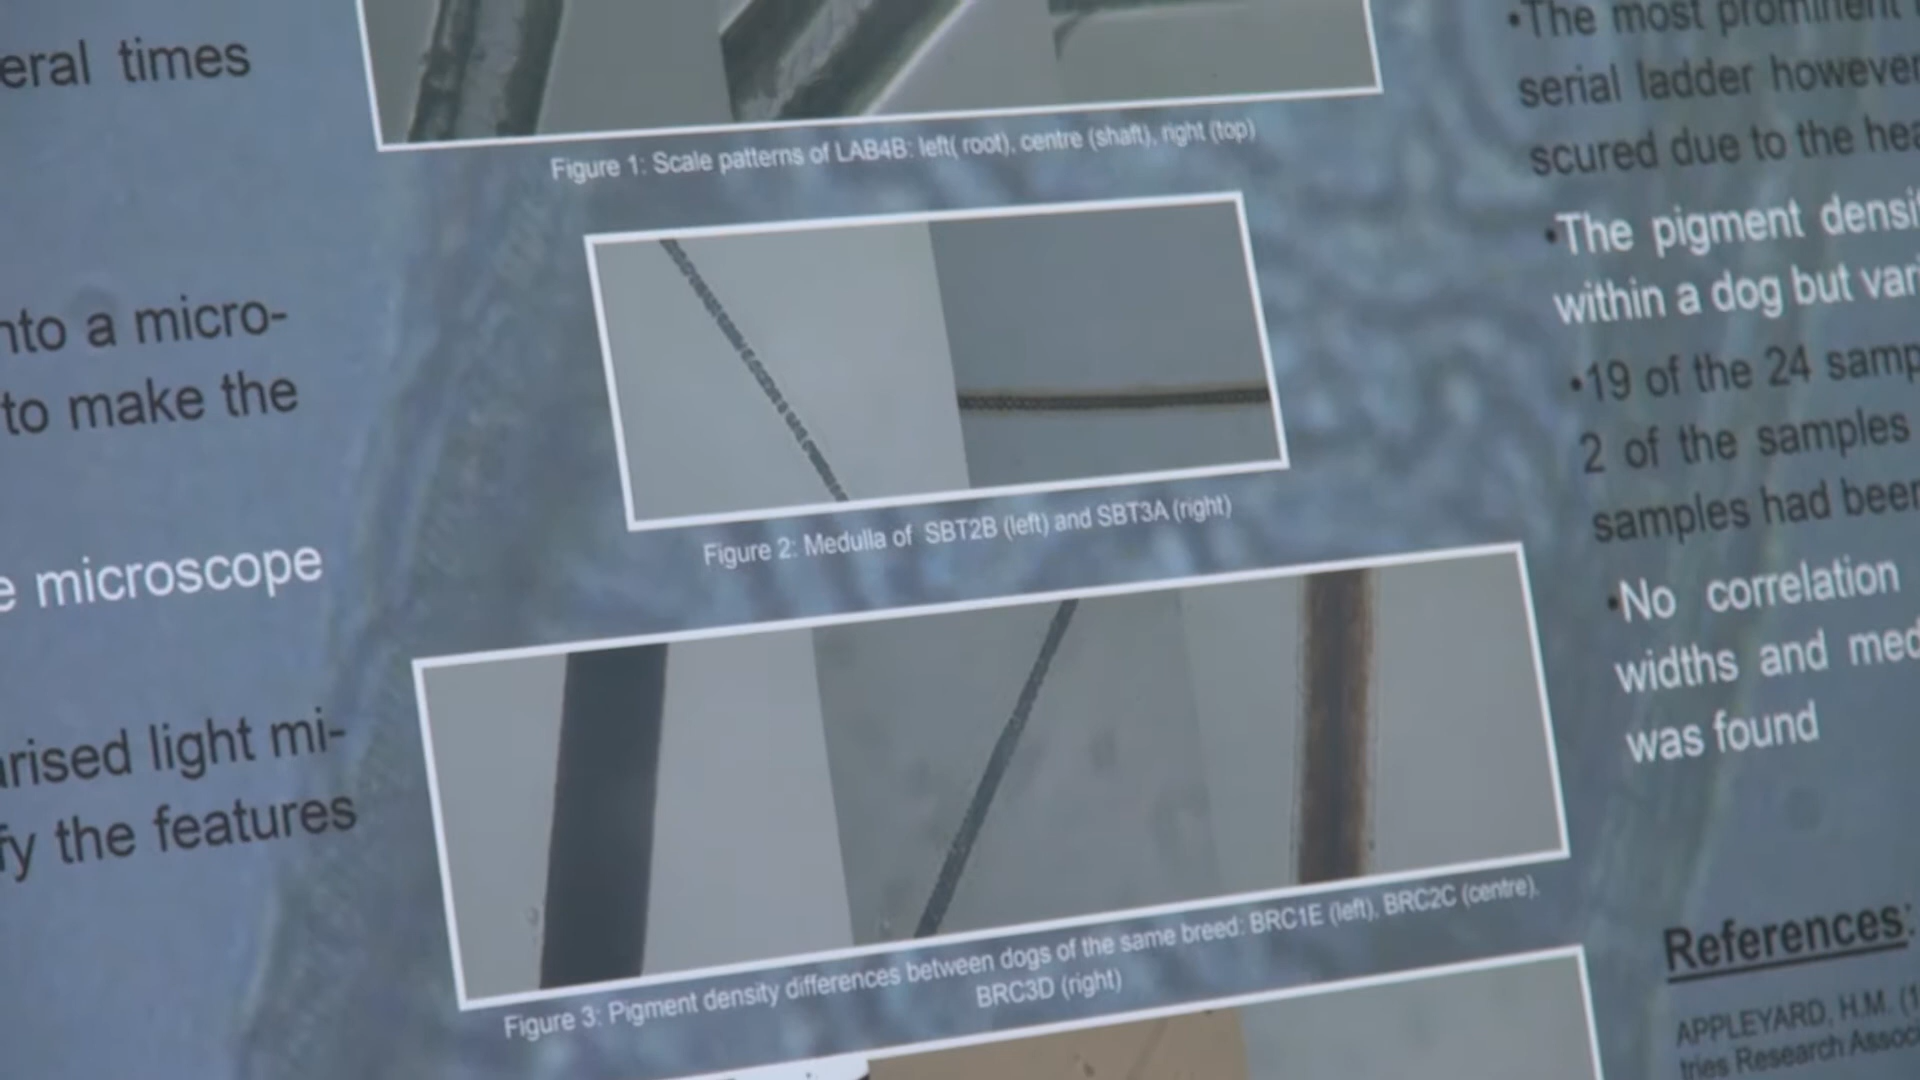 eral times
nto a micro-
to make the
e microscope
arised light mi-
fy the features
Figure 1: Scale patterns of LAB4B: left( root), centre (shaft), right (top)
Figure 2: Medulla of SBT2B (left) and SBT3A (right)
Figure 3: Pigment density differences between dogs of the same breed: BRC1E (left), BRC2C (centre),
BRC3D (right)
•The most prominent
serial ladder however
scured due to the hea
•The pigment densit
within a dog but vari
•19 of the 24 samp
2 of the samples
samples had been
•No correlation
widths and med
was found
References:
APPLEYARD, H.M. (1
tries Research Associ